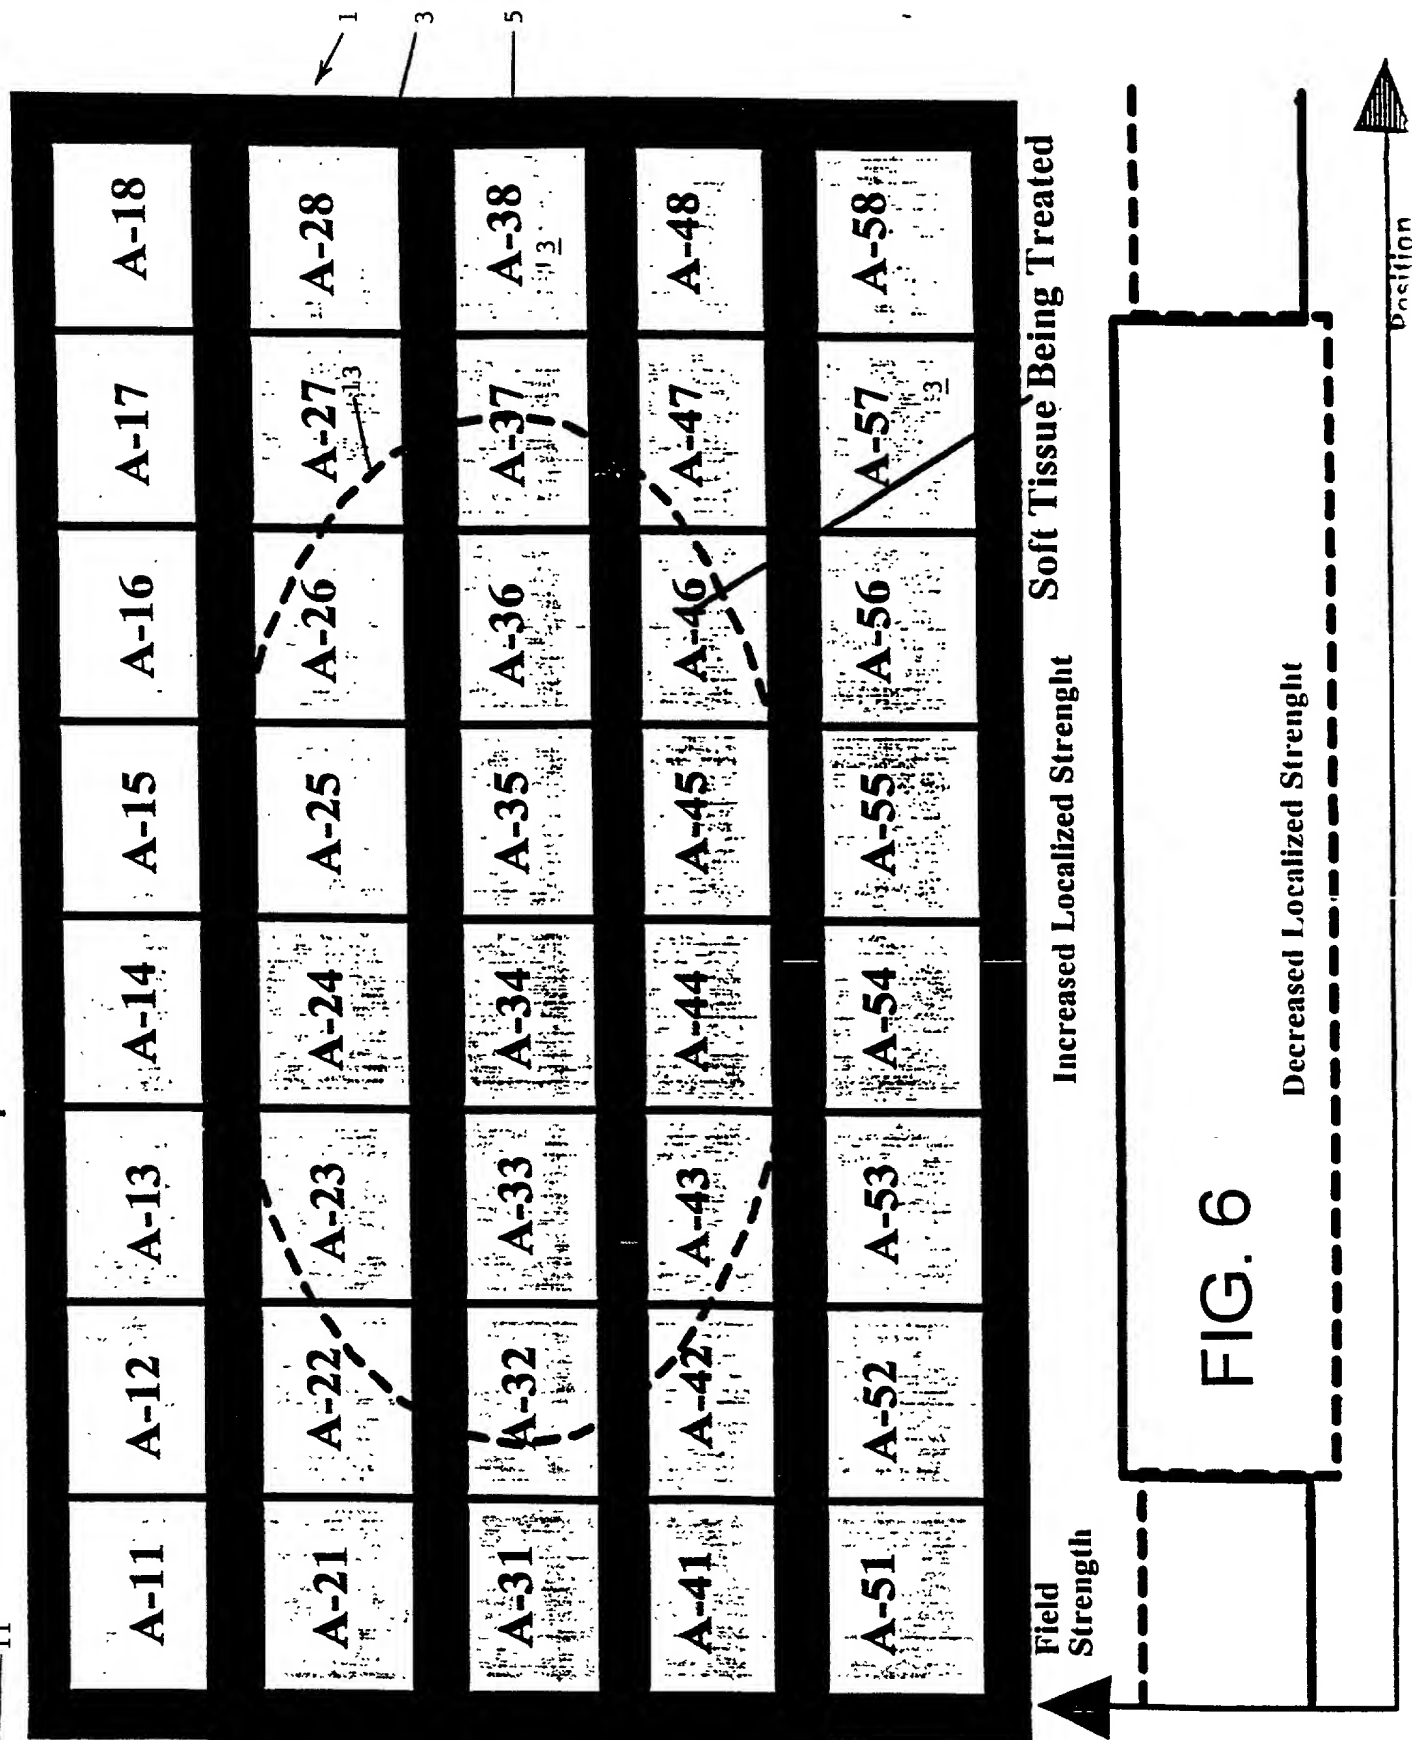 11
1
3
5
A-11 A-12 A-13 A-14 A-15 A-16 A-17 A-18
A-21 A-22 A-23 A-24 A-25 A-26 A-27 A-28
13
A-31 A-32 A-33 A-34 A-35 A-36 A-37 A-38
3
A-41 A-42 A-43 A-44 A-45 A-46 A-47 A-48
A-51 A-52 A-53 A-54 A-55 A-56 A-57 A-58
3
Soft Tissue Being Treated
Field
Strength
Increased Localized Strenght
Decreased Localized Strenght
Position
FIG. 6